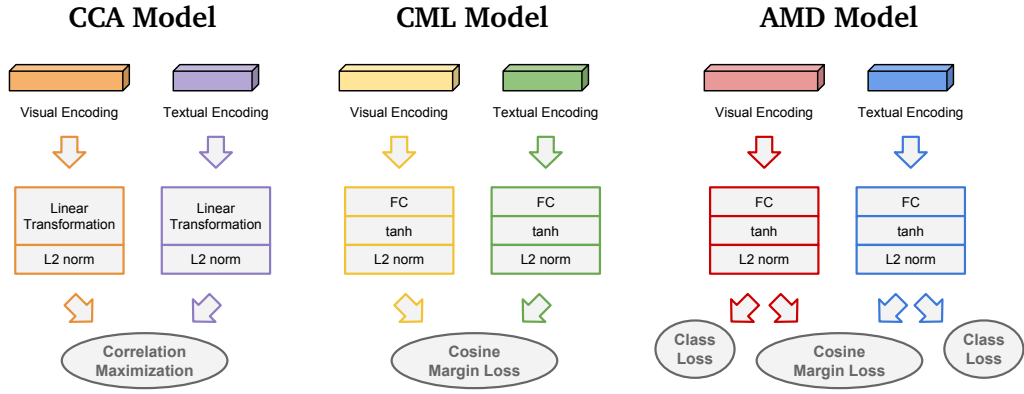 CCA Model
CML Model
AMD Model
Visual Encoding
Textual Encoding
Visual Encoding
Textual Encoding
Visual Encoding
Textual Encoding
Linear
Transformation
L2 norm
Linear
Transformation
L2 norm
FC
tanh
L2 norm
FC
tanh
L2 norm
FC
tanh
L2 norm
FC
tanh
L2 norm
Correlation
Maximization
Cosine
Margin Loss
Class
Loss
Cosine
Margin Loss
Class
Loss